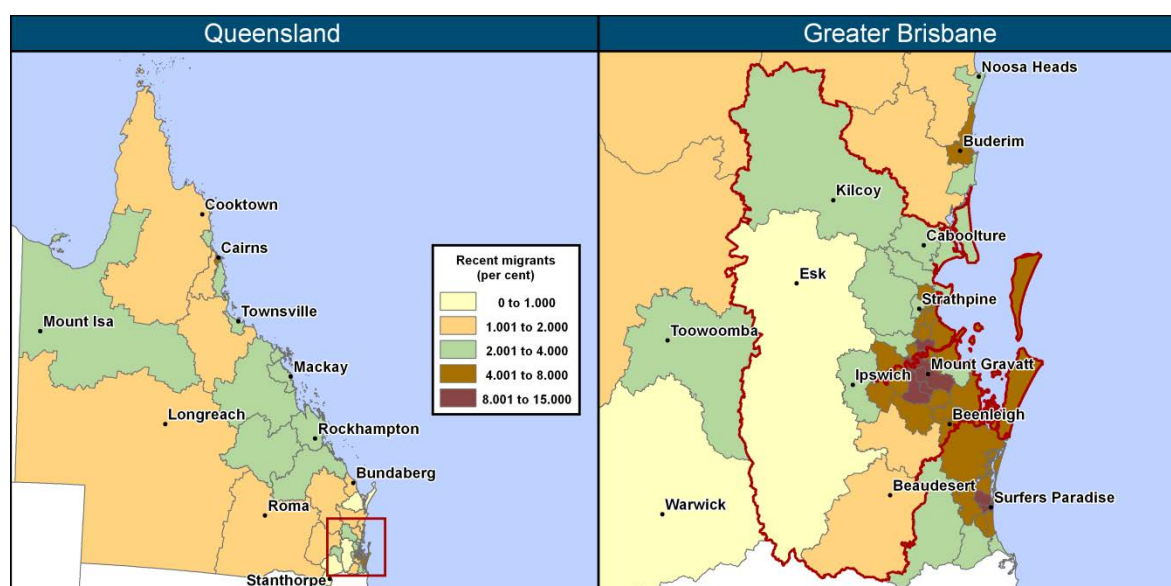 Queensland
Cooktown
Cairns
Townsville
Mount Isa
Mackay
Longreach
Rockhampton
Bundaberg
Roma
Stanthorpe
Recent migrants
(per cent)
0 to 1.000
1.001 to 2.000
2.001 to 4.000
4.001 to 8.000
8.001 to 15.000
Greater Brisbane
Noosa Heads
Buderim
Kilcoy
Caboolture
Esk
Strathpine
Toowoomba
Mount Gravatt
Ipswich
Beenleigh
Beaudesert
Surfers Paradise
Warwick